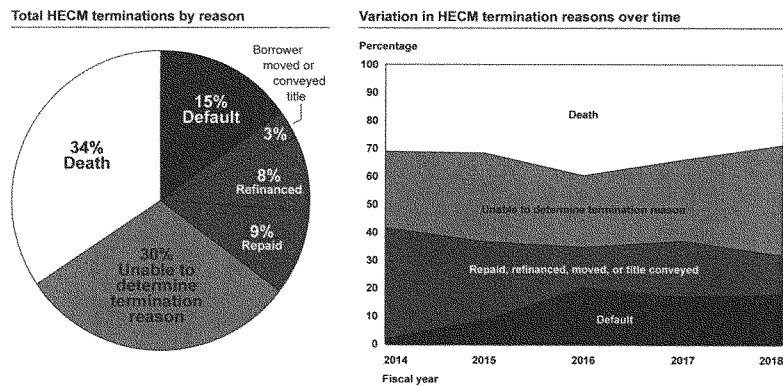 Total HECM terminations by reason
Borrower
moved or
conveyed
title
15%
Default
3%
8%
Refinanced
9%
Repaid
30%
Unable to
determine
termination
reason
34%
Death
Variation in HECM termination reasons over time
Percentage
100
90
80
70
60
50
40
30
20
10
0
Death
Unable to determine termination reason
Repaid, refinanced, moved, or title conveyed
Default
2014 2015 2016 2017 2018
Fiscal year